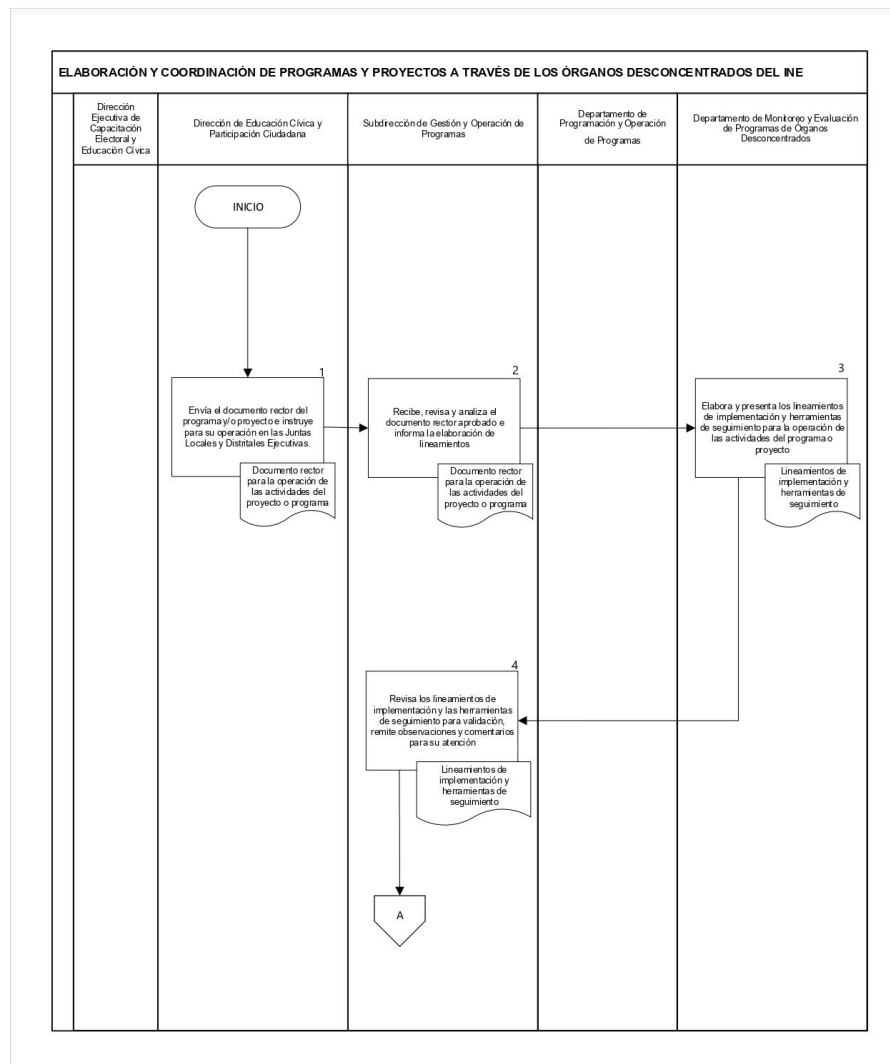 ELABORACIÓN Y COORDINACIÓN DE PROGRAMAS Y PROYECTOS A TRAVÉS DE LOS ÓRGANOS DESCONCENTRADOS DEL INE
Dirección
Ejecutiva de
Capacitación
Electoral y
Educación Cívica
Dirección de Educación Cívica y
Participación Ciudadana
Subdirección de Gestión y Operación de
Programas
Departamento de
Programación y Operación
de Programas
Departamento de Monitoreo y Evaluación
de Programas de Órganos
Desconcentrados
INICIO
1
Envía el documento rector del
programa y/o proyecto e instruye
para su operación en las Juntas
Locales y Distritales Ejecutivas.
Documento rector
para la operación de
las actividades del
proyecto o programa
2
Recibe, revisa y analiza el
documento rector aprobado e
informa la elaboración de
lineamientos
Documento rector
para la operación de
las actividades del
proyecto o programa
3
Elabora y presenta los lineamientos
de implementación y herramientas
de seguimiento para la operación de
las actividades del programa o
proyecto
Lineamientos de
implementación y
herramientas de
seguimiento
4
Revisa los lineamientos de
implementación y las herramientas
de seguimiento para validación,
remite observaciones y comentarios
para su atención
Lineamientos de
implementación y
herramientas de
seguimiento
A